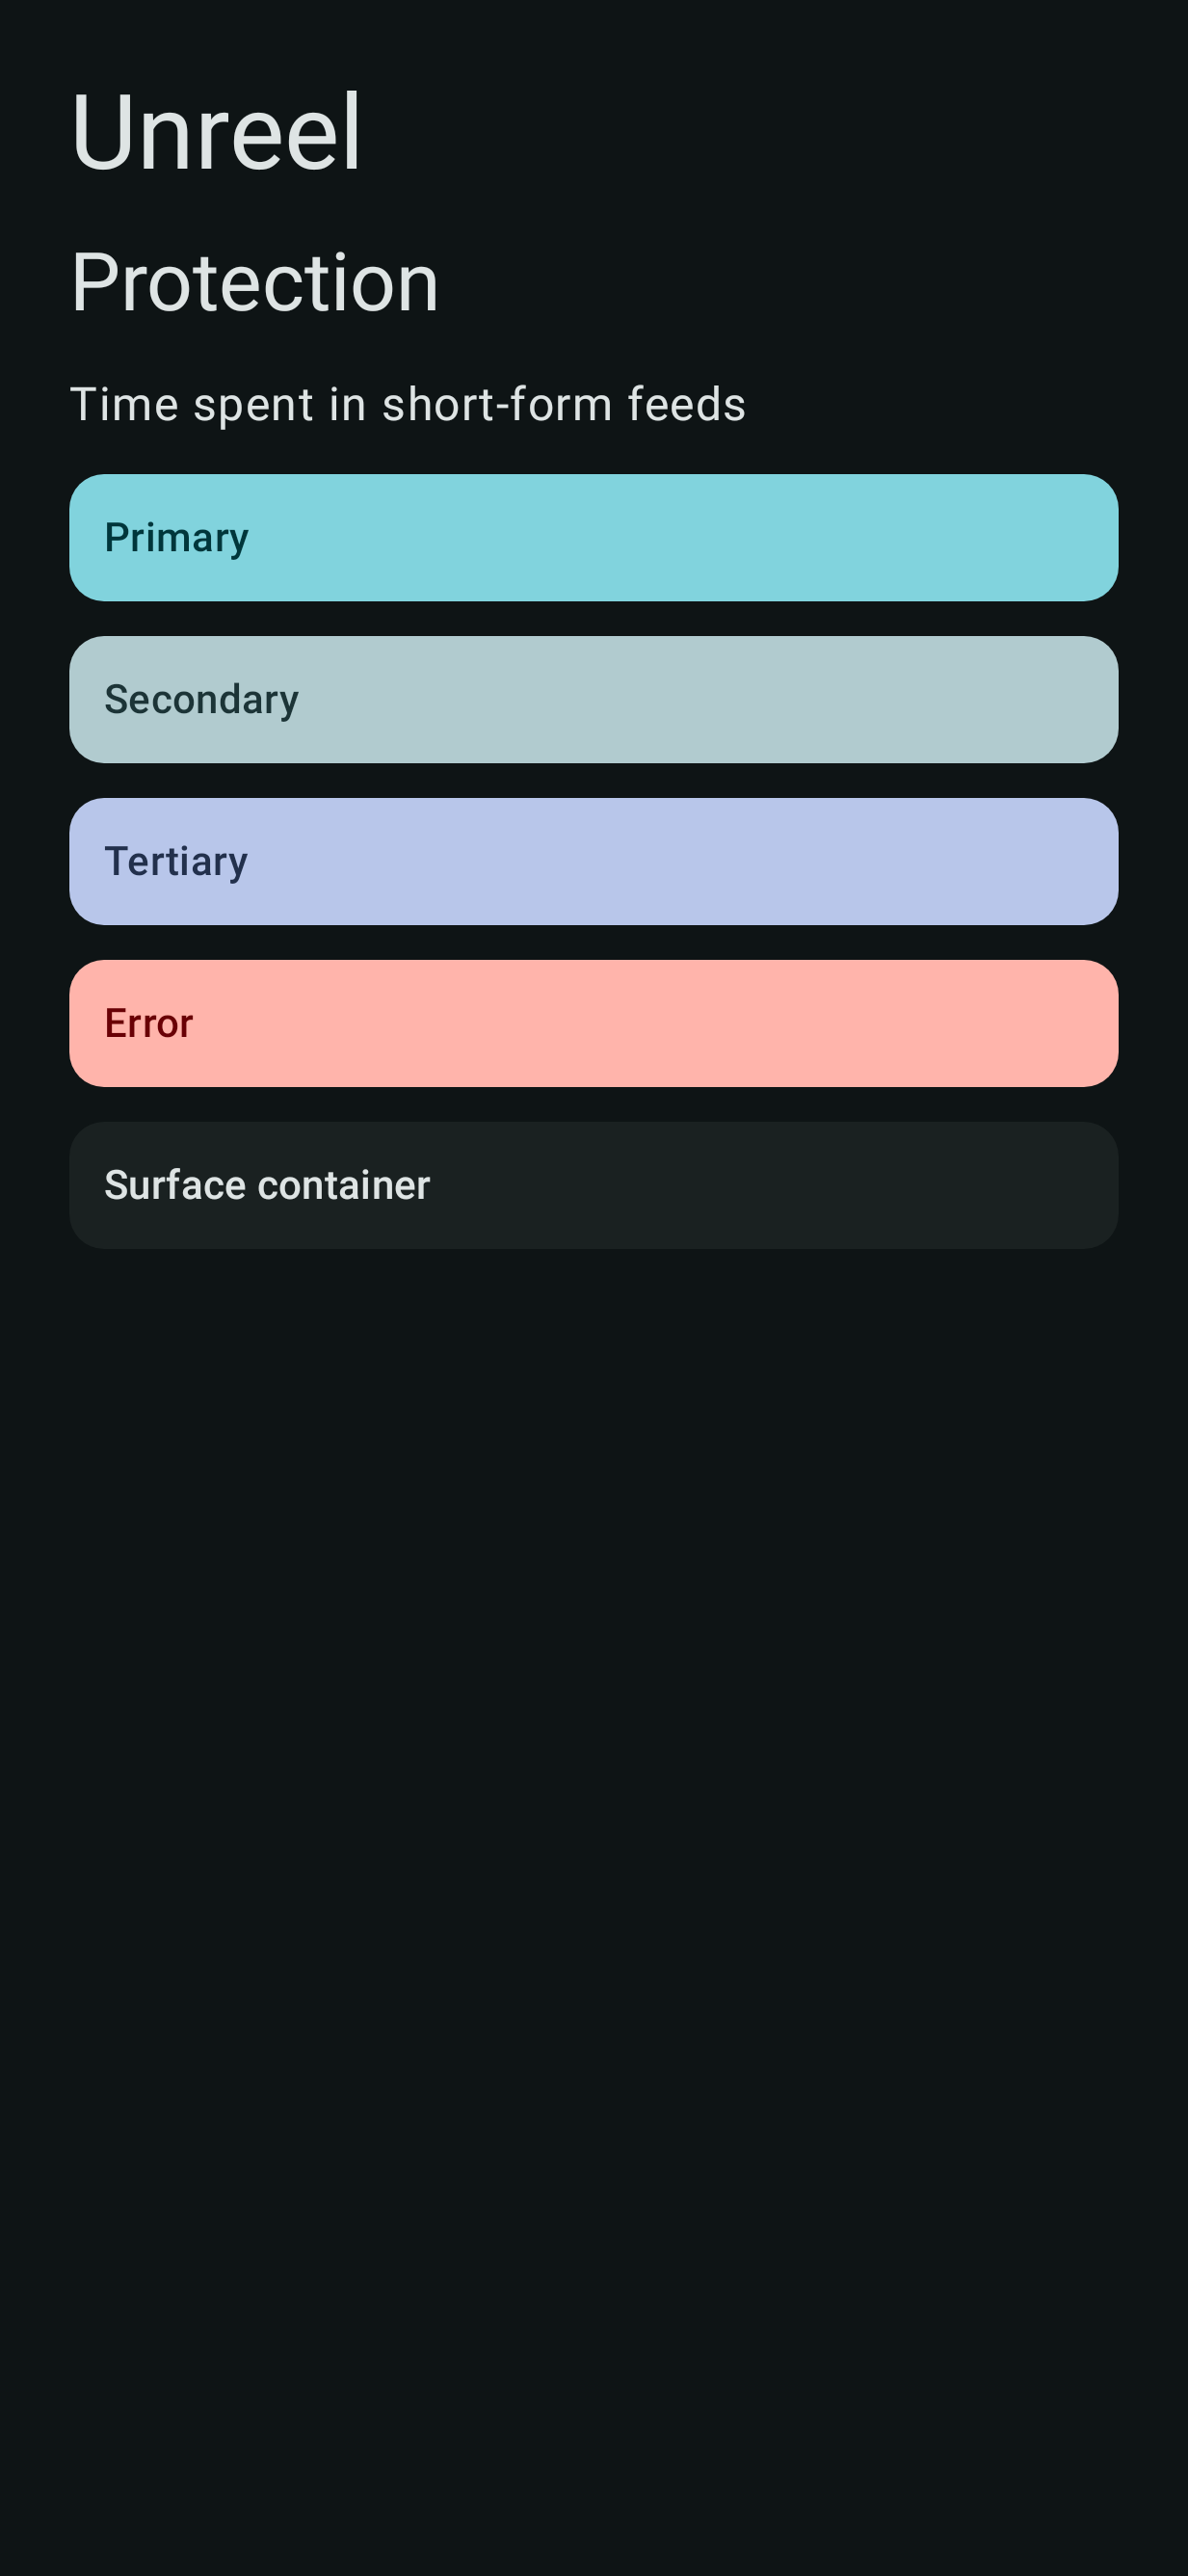 Unreel
Protection
Time spent in short-form feeds
Primary
Secondary
Tertiary
Error
Surface container